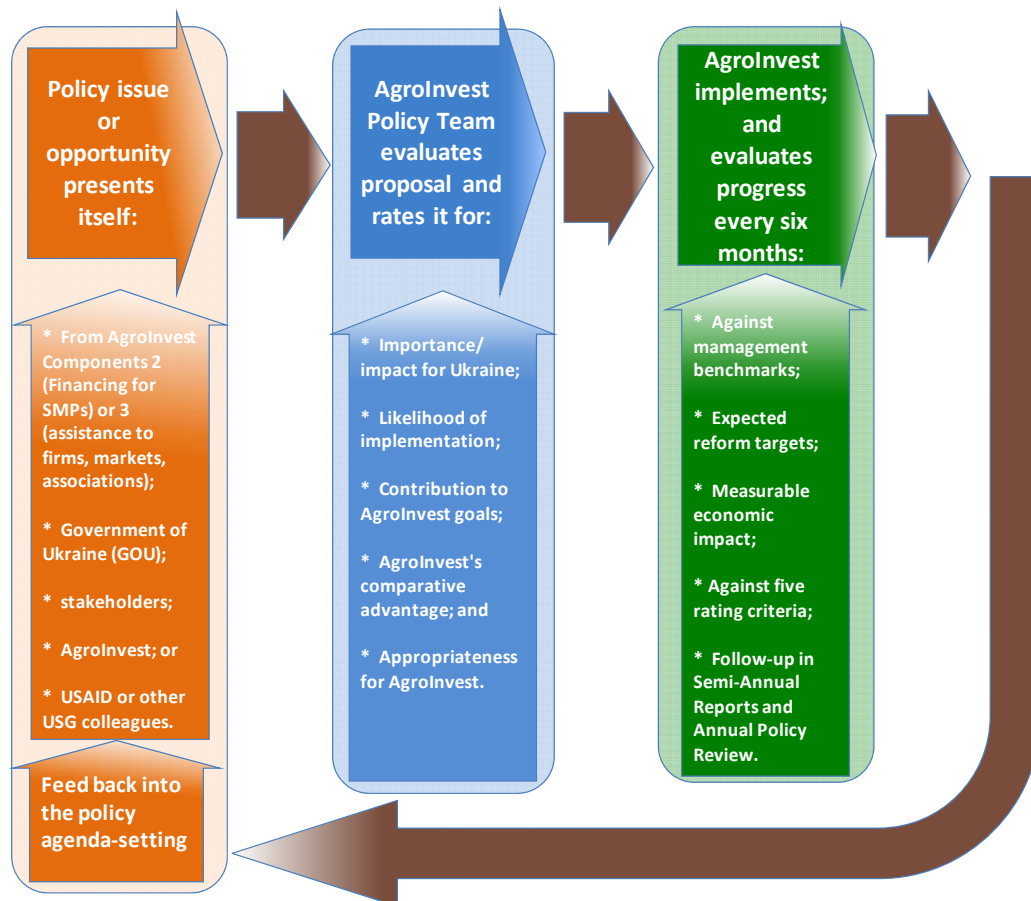 Policy issue
or
opportunity
presents
itself:
* From AgroInvest
Components 2
(Financing for
SMPs) or 3
(assistance to
firms, markets,
associations);
* Government of
Ukraine (GOU);
* stakeholders;
* AgroInvest; or
* USAID or other
USG colleagues.
Feed back into
the policy
agenda-setting
AgroInvest
Policy Team
evaluates
proposal and
rates it for:
* Importance/
impact for Ukraine;
* Likelihood of
implementation;
* Contribution to
AgroInvest goals;
* AgroInvest's
comparative
advantage; and
* Appropriateness
for AgroInvest.
AgroInvest
implements;
and
evaluates
progress
every six
months:
* Against
mamagement
benchmarks;
* Expected
reform targets;
* Measurable
economic
impact;
* Against five
rating criteria;
* Follow-up in
Semi-Annual
Reports and
Annual Policy
Review.